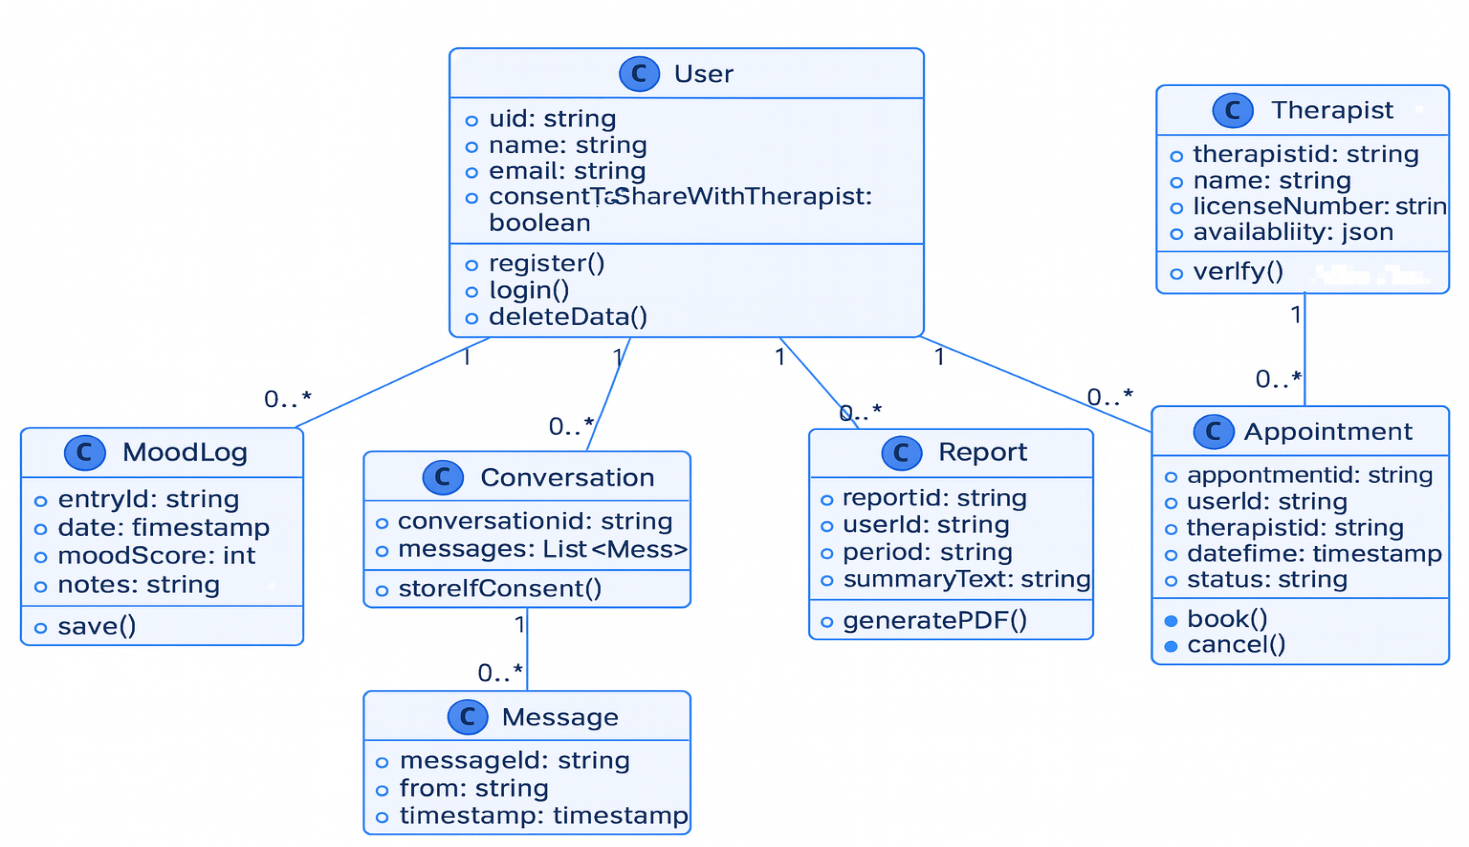 C User
uid: string
name: string
email: string
consentToShareWithTherapist:
boolean
register()
login()
deleteData()
C Therapist
therapistid: string
name: string
licenseNumber: strin
availabliity: json
verIfy()
1
0..*
1
0..*
1
0..*
1
0..*
1
0..*
C MoodLog
entryId: string
date: fimestamp
moodScore: int
notes: string
save()
C Conversation
conversationid: string
messages: List<Mess>
storeIfConsent()
1
0..*
C Message
messageId: string
from: string
timestamp: timestamp
C Report
reportid: string
userId: string
period: string
summaryText: string
generatePDF()
C Appointment
appontmentid: string
userId: string
therapistid: string
datefime: timestamp
status: string
book()
cancel()